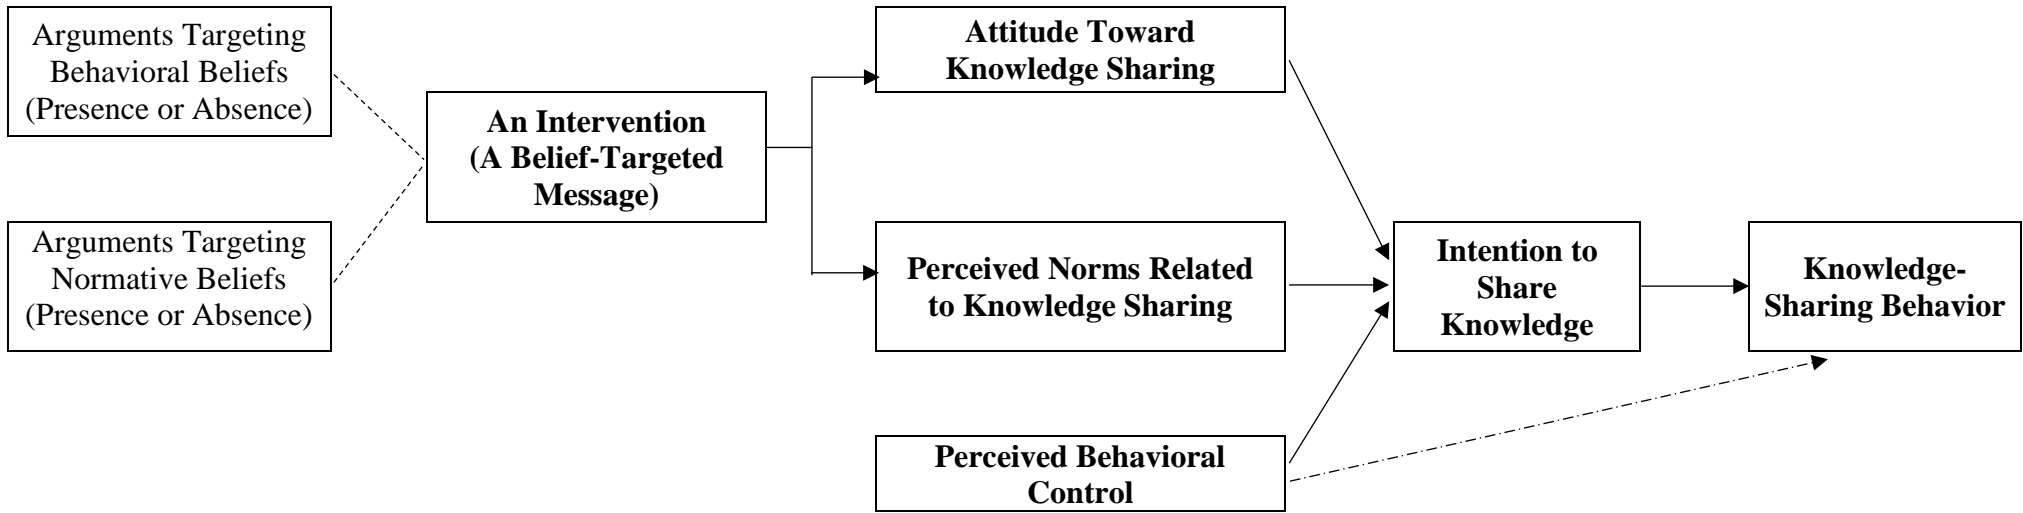 Arguments Targeting
Behavioral Beliefs
(Presence or Absence)
Arguments Targeting
Normative Beliefs
(Presence or Absence)
An Intervention
(A Belief-Targeted
Message)
Attitude Toward
Knowledge Sharing
Perceived Norms Related
to Knowledge Sharing
Perceived Behavioral
Control
Intention to
Share
Knowledge
Knowledge-
Sharing Behavior